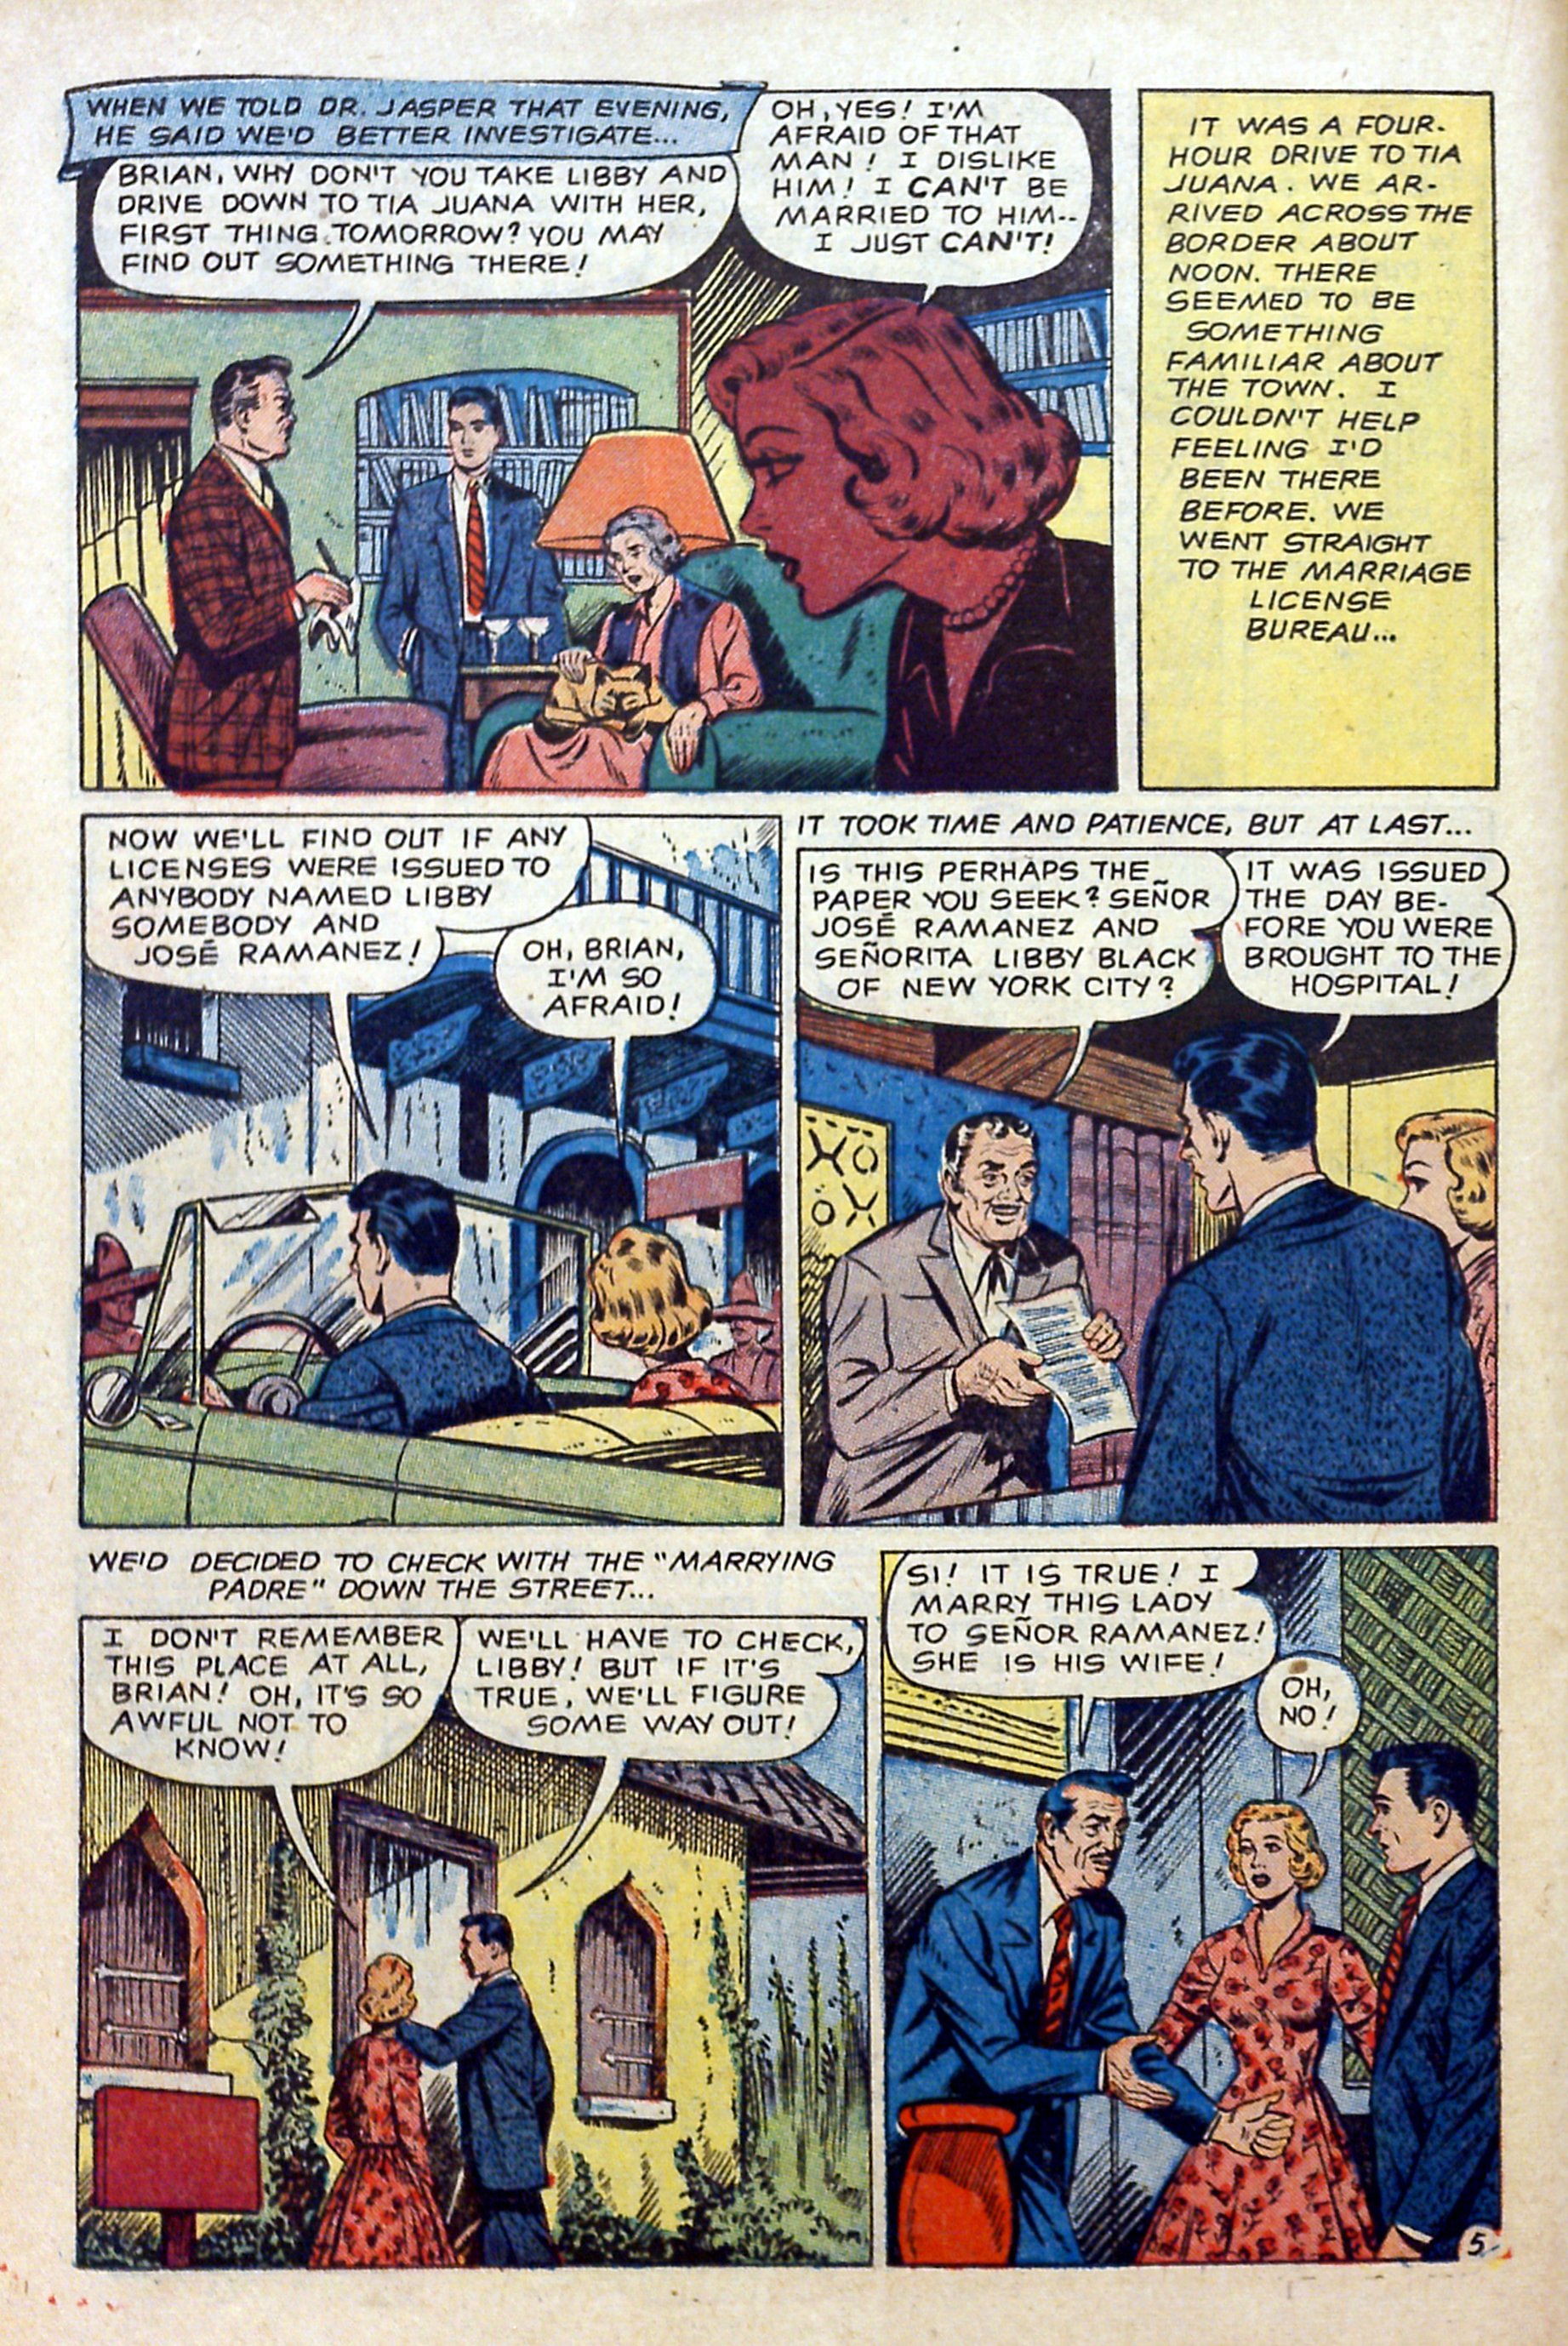 WHEN WE TOLD DR. JASPER THAT EVENING,
HE SAID WE'D BETTER INVESTIGATE...
BRIAN, WHY DON'T YOU TAKE LIBBY AND
DRIVE DOWN TO TIA JUANA WITH HER,
FIRST THING TOMORROW? YOU MAY
FIND OUT SOMETHING THERE!
OH, YES! I'M
AFRAID OF THAT
MAN! I DISLIKE
HIM! I CAN'T BE
MARRIED TO HIM--
I JUST CAN'T!
IT WAS A FOUR-
HOUR DRIVE TO TIA
JUANA. WE AR-
RIVED ACROSS THE
BORDER ABOUT
NOON. THERE
SEEMED TO BE
SOMETHING
FAMILIAR ABOUT
THE TOWN. I
COULDN'T HELP
FEELING I'D
BEEN THERE
BEFORE. WE
WENT STRAIGHT
TO THE MARRIAGE
LICENSE
BUREAU...
NOW WE'LL FIND OUT IF ANY
LICENSES WERE ISSUED TO
ANYBODY NAMED LIBBY
SOMEBODY AND
JOSÉ RAMANEZ!
OH, BRIAN,
I'M SO
AFRAID!
IT TOOK TIME AND PATIENCE, BUT AT LAST...
IS THIS PERHAPS THE
PAPER YOU SEEK? SEÑOR
JOSÉ RAMANEZ AND
SEÑORITA LIBBY BLACK
OF NEW YORK CITY?
IT WAS ISSUED
THE DAY BE-
FORE YOU WERE
BROUGHT TO THE
HOSPITAL!
WE'D DECIDED TO CHECK WITH THE "MARRYING
PADRE" DOWN THE STREET...
I DON'T REMEMBER
THIS PLACE AT ALL,
BRIAN! OH, IT'S SO
AWFUL NOT TO
KNOW!
WE'LL HAVE TO CHECK,
LIBBY! BUT IF IT'S
TRUE, WE'LL FIGURE
SOME WAY OUT!
SI! IT IS TRUE! I
MARRY THIS LADY
TO SEÑOR RAMANEZ!
SHE IS HIS WIFE!
OH,
NO!
5